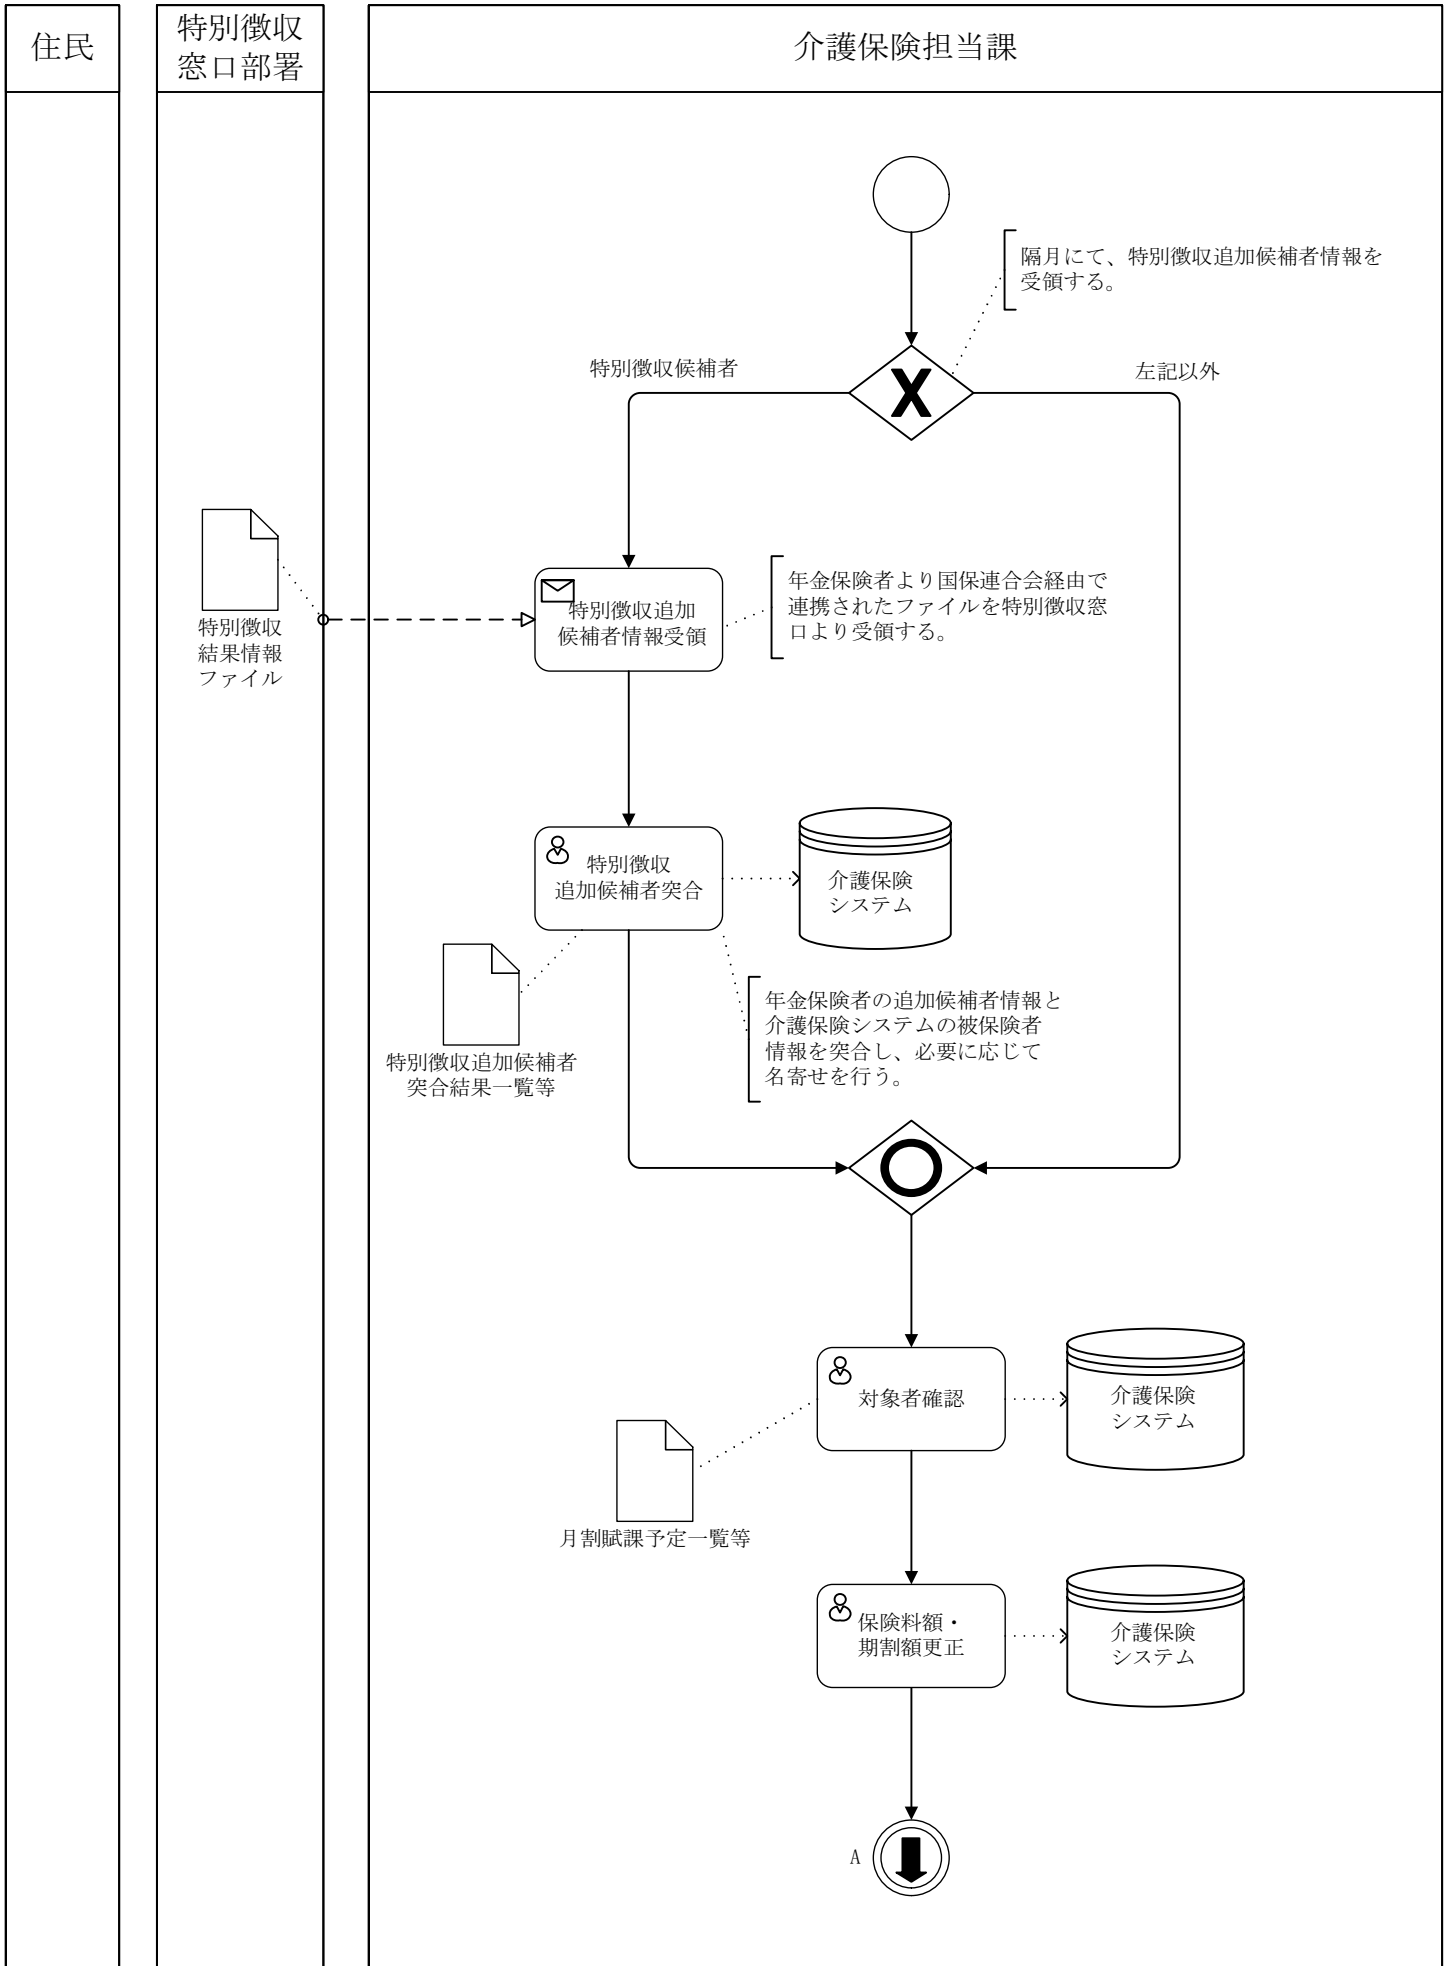 住民
特別徴収
窓口部署
介護保険担当課
隔月にて、特別徴収追加候補者情報を
受領する。
特別徴収候補者
左記以外
特別徴収
結果情報
ファイル
特別徴収追加
候補者情報受領
年金保険者より国保連合会経由で
連携されたファイルを特別徴収窓
口より受領する。
特別徴収
追加候補者突合
介護保険
システム
特別徴収追加候補者
突合結果一覧等
年金保険者の追加候補者情報と
介護保険システムの被保険者
情報を突合し、必要に応じて
名寄せを行う。
対象者確認
介護保険
システム
月割賦課予定一覧等
保険料額・
期割額更正
介護保険
システム
A